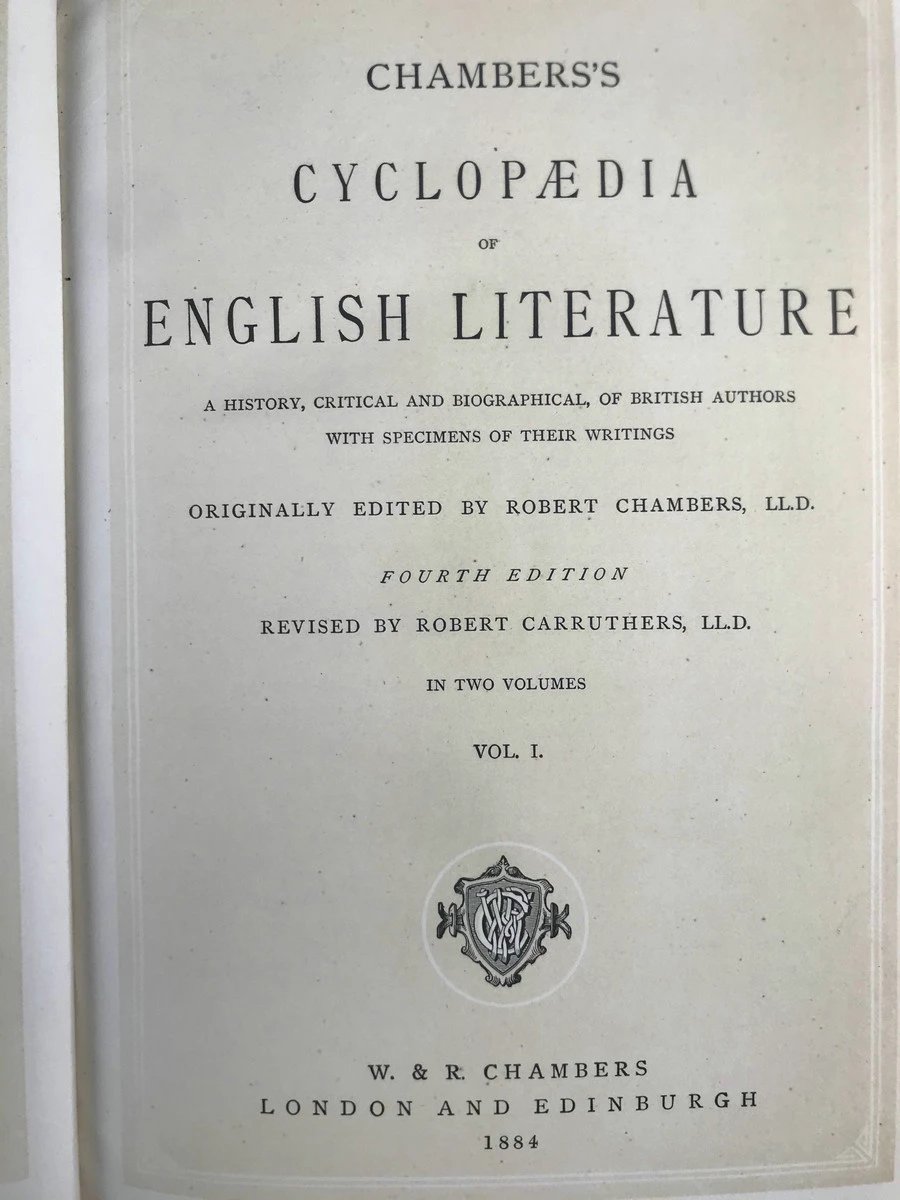 CHAMBERS'S
CYCLOPÆDIA
OF
ENGLISH LITERATURE
A HISTORY, CRITICAL AND BIOGRAPHICAL, OF BRITISH AUTHORS
WITH SPECIMENS OF THEIR WRITINGS
ORIGINALLY EDITED BY ROBERT CHAMBERS, LL.D.
FOURTH EDITION
REVISED BY ROBERT CARRUTHERS, LL.D.
IN TWO VOLUMES
VOL. I.
W. & R. CHAMBERS
LONDON AND EDINBURGH
1884